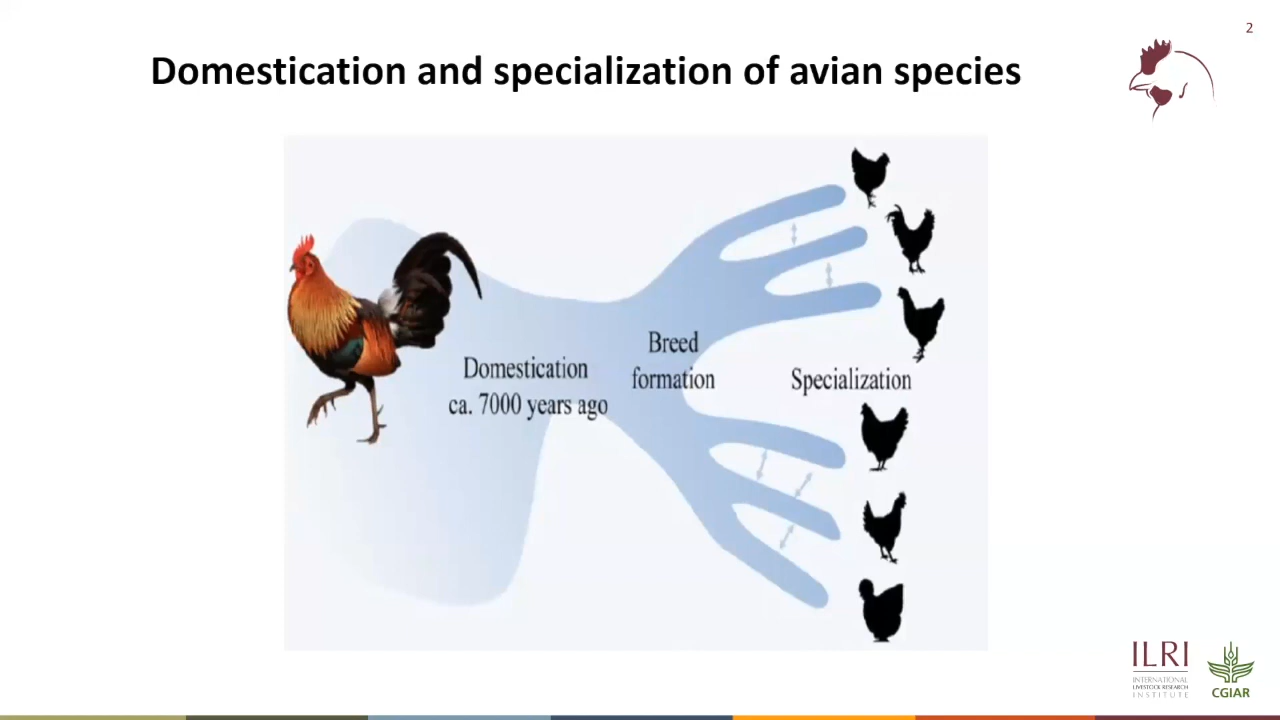 2
Domestication and specialization of avian species
Breed
formation
Domestication
ca. 7000 years ago
Specialization
ILRI
INTERNATIONAL
LIVESTOCK RESEARCH
INSTITUTE
CGIAR